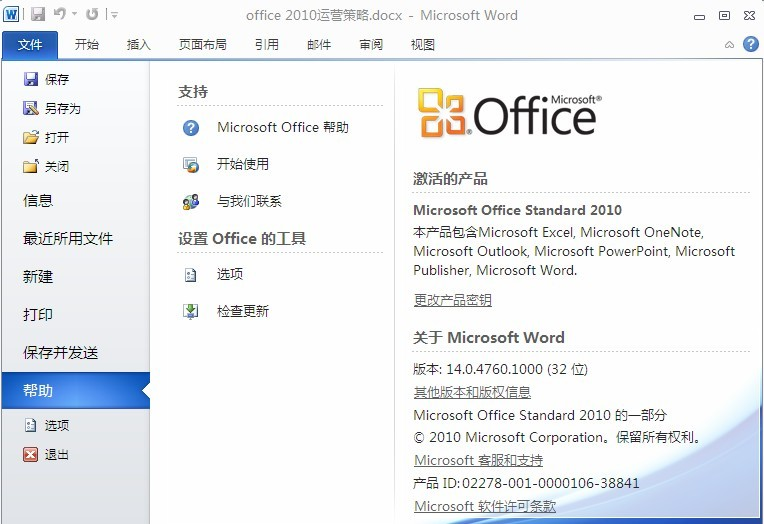 office 2010运营策略.docx - Microsoft Word
文件 开始 插入 页面布局 引用 邮件 审阅 视图
保存
另存为
打开
关闭
信息
最近所用文件
新建
打印
保存并发送
帮助
选项
退出
支持
Microsoft Office 帮助
开始使用
与我们联系
设置 Office 的工具
选项
检查更新
Microsoft®
Office
激活的产品
Microsoft Office Standard 2010
本产品包含Microsoft Excel, Microsoft OneNote,
Microsoft Outlook, Microsoft PowerPoint, Microsoft
Publisher, Microsoft Word.
更改产品密钥
关于 Microsoft Word
版本: 14.0.4760.1000 (32 位)
其他版本和版权信息
Microsoft Office Standard 2010 的一部分
© 2010 Microsoft Corporation。保留所有权利。
Microsoft 客服和支持
产品 ID: 02278-001-0000106-38841
Microsoft 软件许可条款